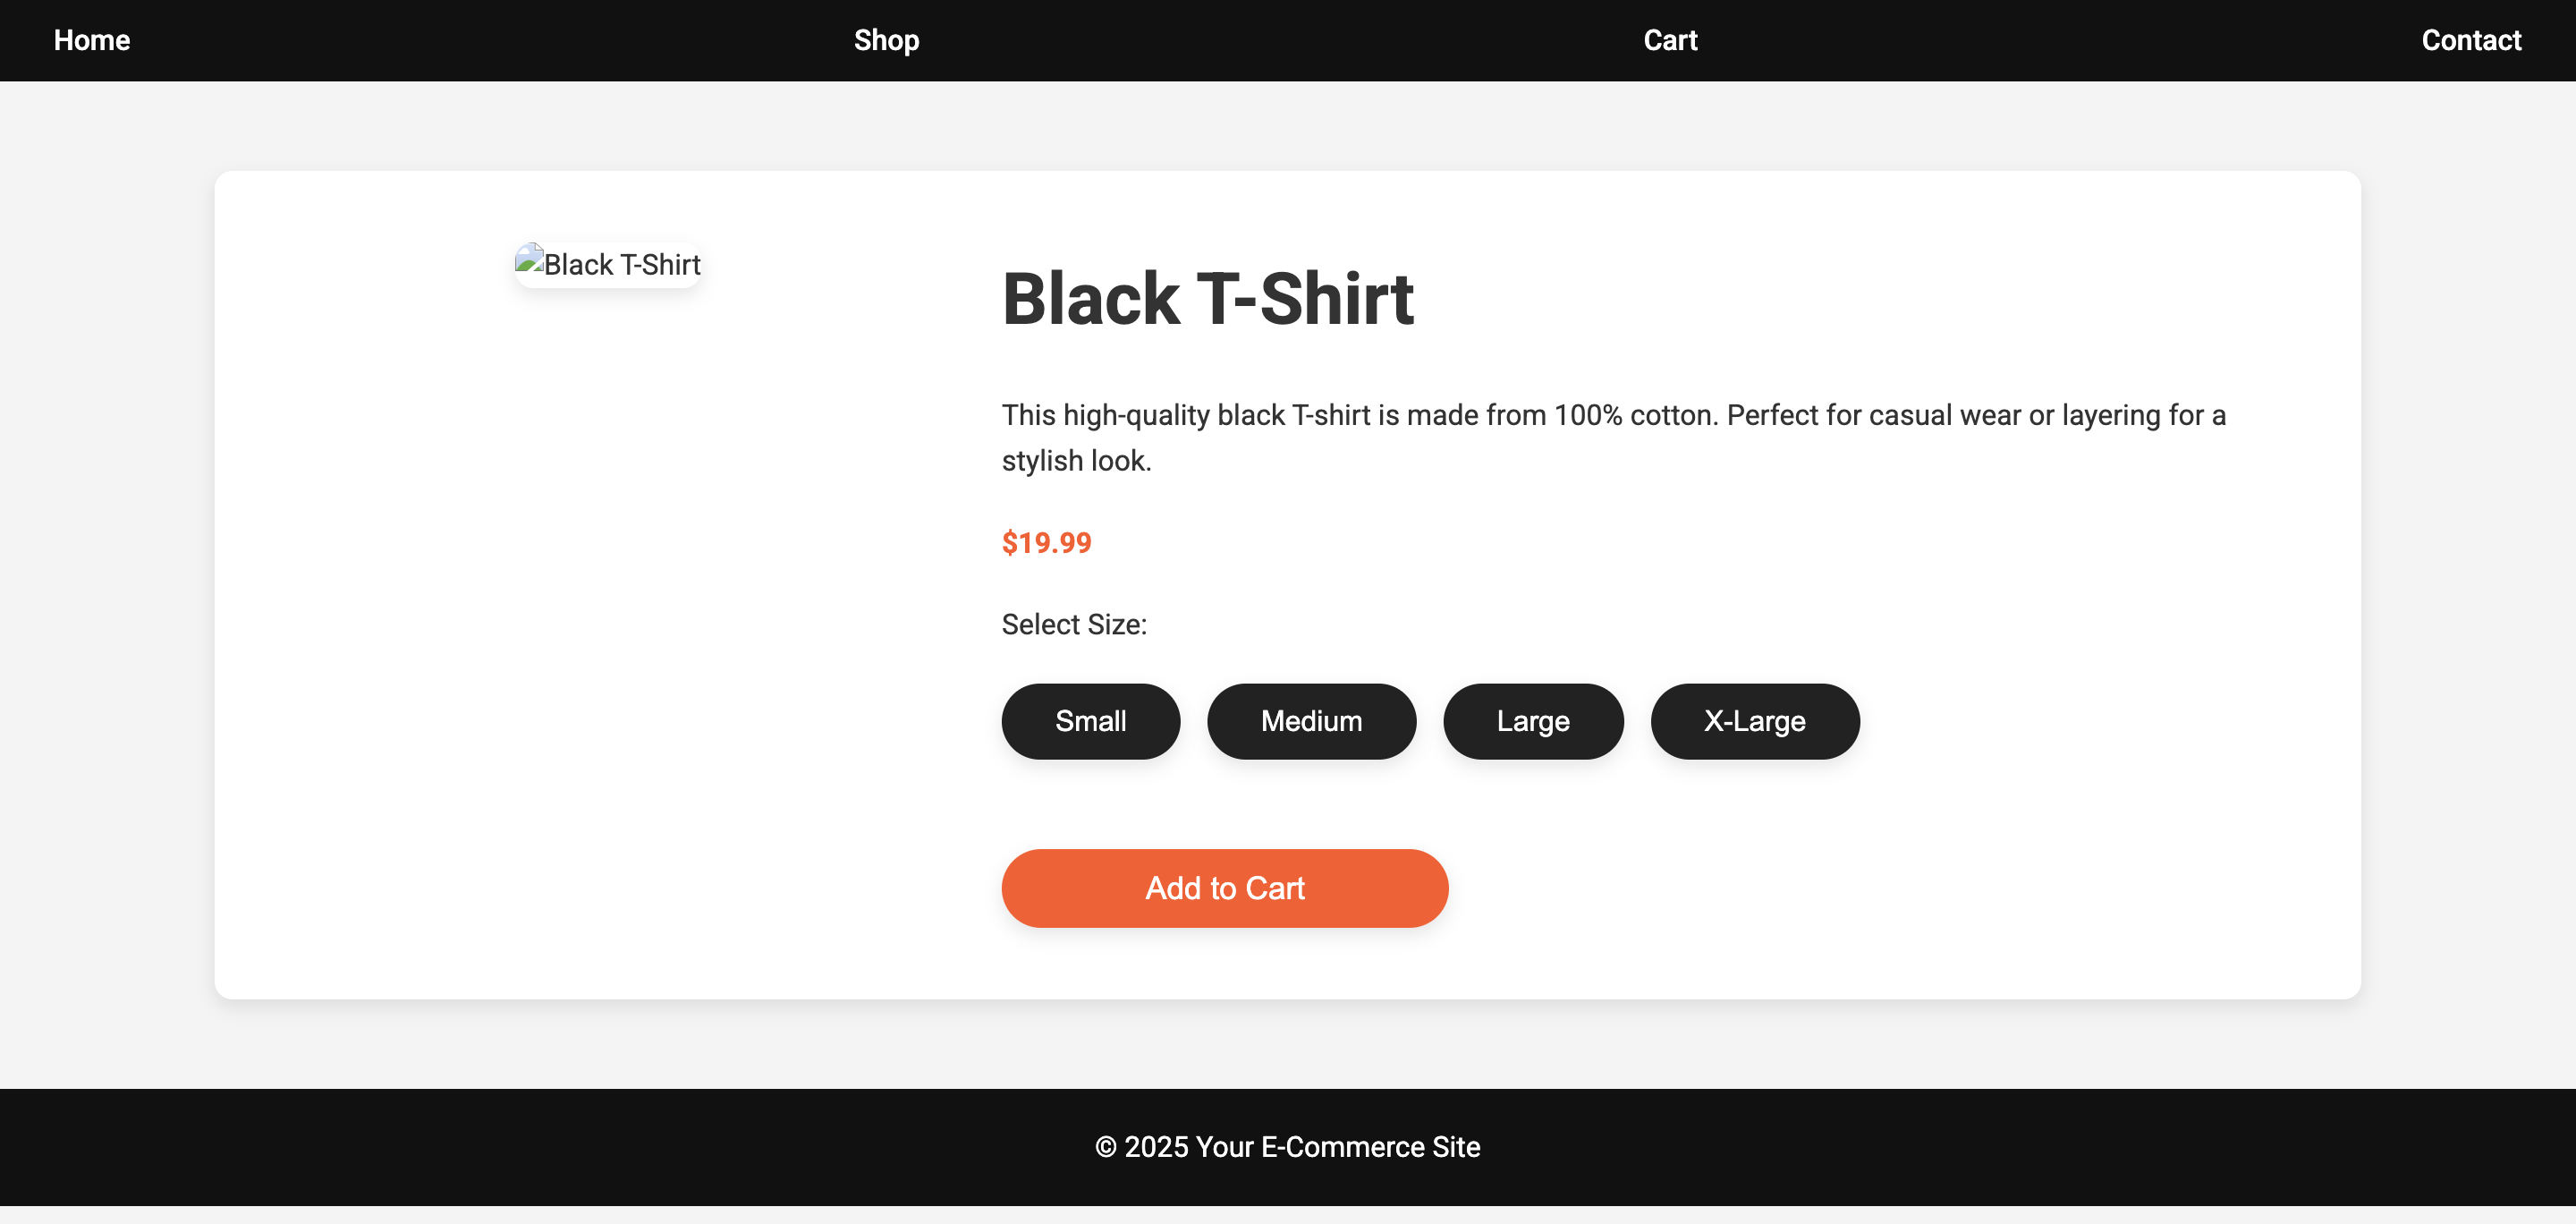 Home Shop Cart Contact
Black T-Shirt
Black T-Shirt
This high-quality black T-shirt is made from 100% cotton. Perfect for casual wear or layering for a
stylish look.
$19.99
Select Size:
Small Medium Large X-Large
Add to Cart
© 2025 Your E-Commerce Site